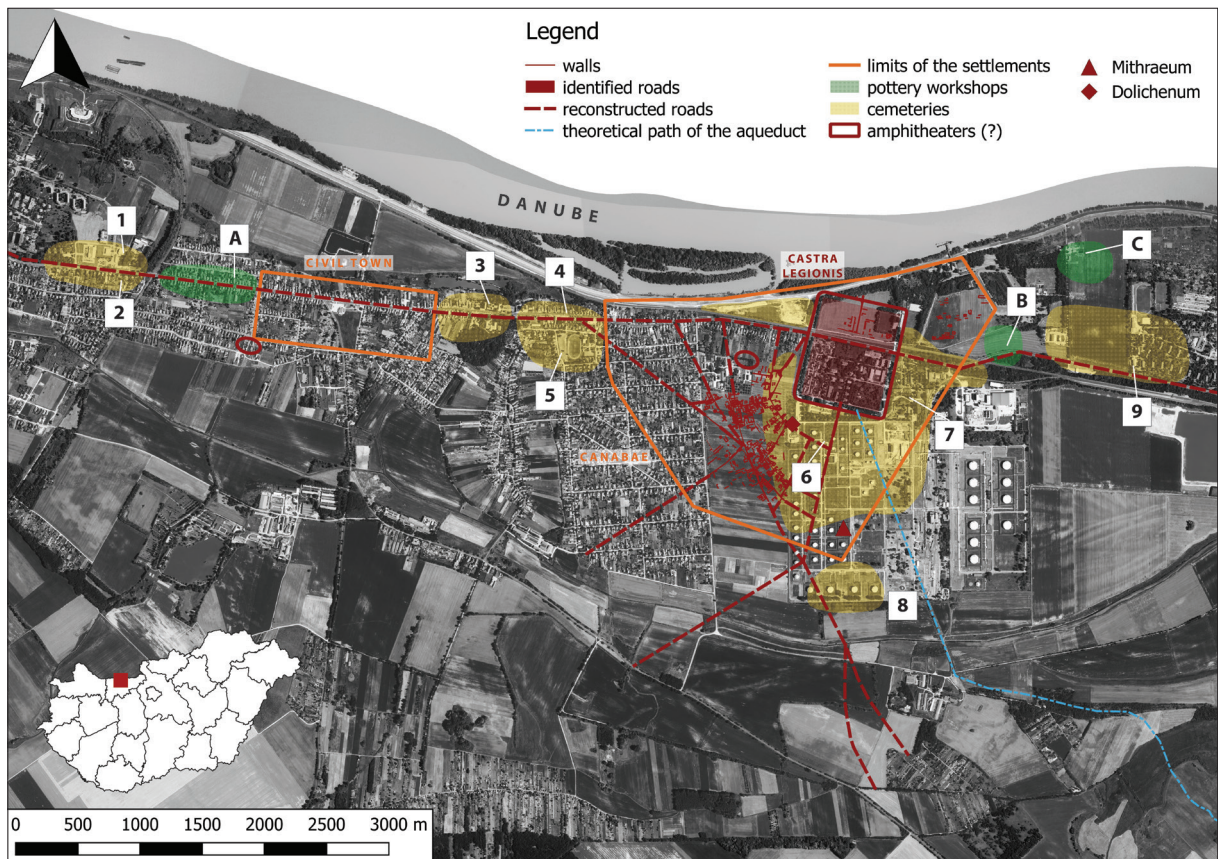 Legend
walls
identified roads
reconstructed roads
theoretical path of the aqueduct
limits of the settlements
pottery workshops
cemeteries
amphitheaters (?)
Mithraeum
Dolichenum
DANUBE
CASTRA
LEGIONIS
CIVIL TOWN
CANABAE
1
A
2
3
4
5
6
7
8
B
C
9
0 500 1000 1500 2000 2500 3000 m